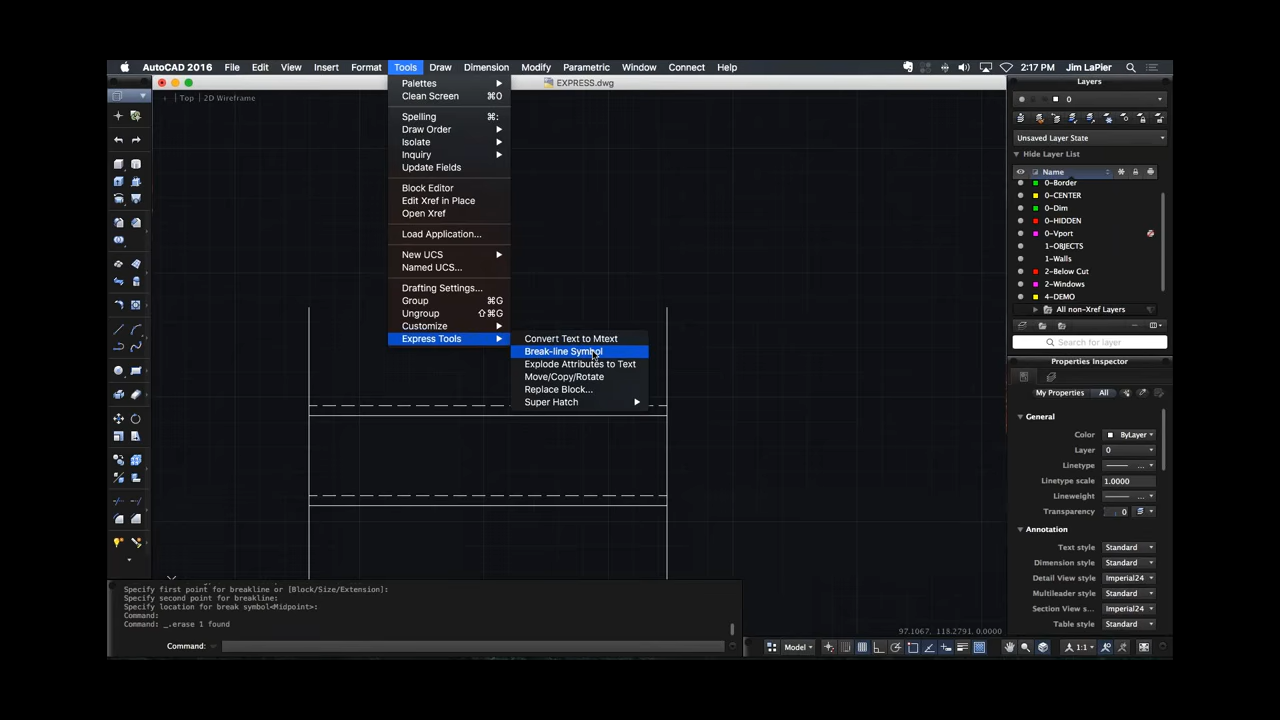 AutoCAD 2016 File Edit View Insert Format Tools Draw Dimension Modify Parametric Window Connect Help 2:17 PM Jim LaPier
EXPRESS.dwg
Layers
Top 2D Wireframe
Palettes
Clean Screen ⌘0
Spelling ⌘:
Draw Order
Isolate
Inquiry
Update Fields
Block Editor
Edit Xref in Place
Open Xref
Load Application...
New UCS
Named UCS...
Drafting Settings...
Group ⌘G
Ungroup ⇧⌘G
Customize
Express Tools
Convert Text to Mtext
Break-line Symbol
Explode Attributes to Text
Move/Copy/Rotate
Replace Block...
Super Hatch
0
Unsaved Layer State
Hide Layer List
Name
0-Border
0-CENTER
0-Dim
0-HIDDEN
0-Vport
1-OBJECTS
1-Walls
2-Below Cut
2-Windows
4-DEMO
All non-Xref Layers
Search for layer
Properties Inspector
My Properties All
General
Color ByLayer
Layer 0
Linetype ...
Linetype scale 1.0000
Lineweight ...
Transparency 0
Annotation
Text style Standard
Dimension style Standard
Detail View style Imperial24
Multileader style Standard
Section View s... Imperial24
Table style Standard
Specify first point for breakline or [Block/Size/Extension]:
Specify second point for breakline:
Specify location for break symbol<Midpoint>:
Command:
Command: _.erase 1 found
Command:
97.1067, 118.2791, 0.0000
Model 1:1